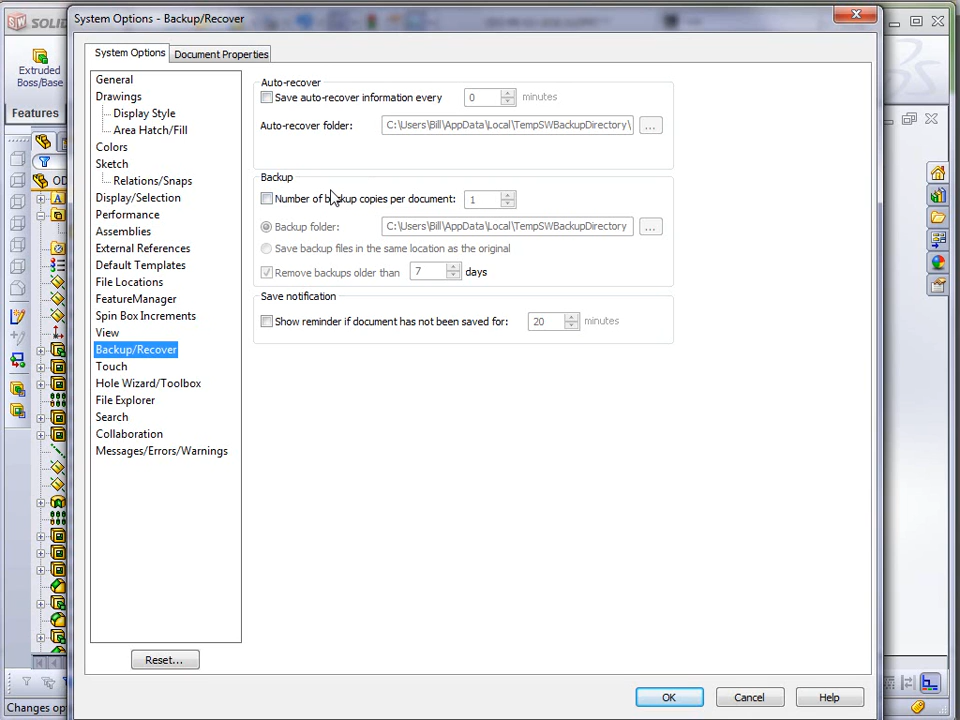 System Options - Backup/Recover
SOLI
System Options
Document Properties
Extruded
Boss/Base
Features
General
Drawings
Display Style
Area Hatch/Fill
Colors
Sketch
Relations/Snaps
Display/Selection
Performance
Assemblies
External References
Default Templates
File Locations
FeatureManager
Spin Box Increments
View
Backup/Recover
Touch
Hole Wizard/Toolbox
File Explorer
Search
Collaboration
Messages/Errors/Warnings
Reset...
Auto-recover
Save auto-recover information every 0 minutes
Auto-recover folder: C:\Users\Bill\AppData\Local\TempSWBackupDirectory\ ...
Backup
Number of backup copies per document: 1
Backup folder: C:\Users\Bill\AppData\Local\TempSWBackupDirectory ...
Save backup files in the same location as the original
Remove backups older than 7 days
Save notification
Show reminder if document has not been saved for: 20 minutes
OK Cancel Help
OD
Changes op